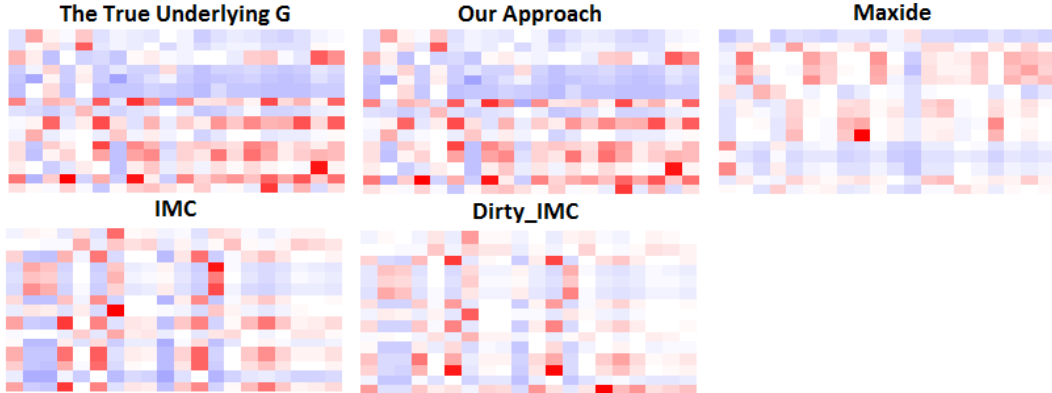 The True Underlying G
Our Approach
Maxide
IMC
Dirty_IMC